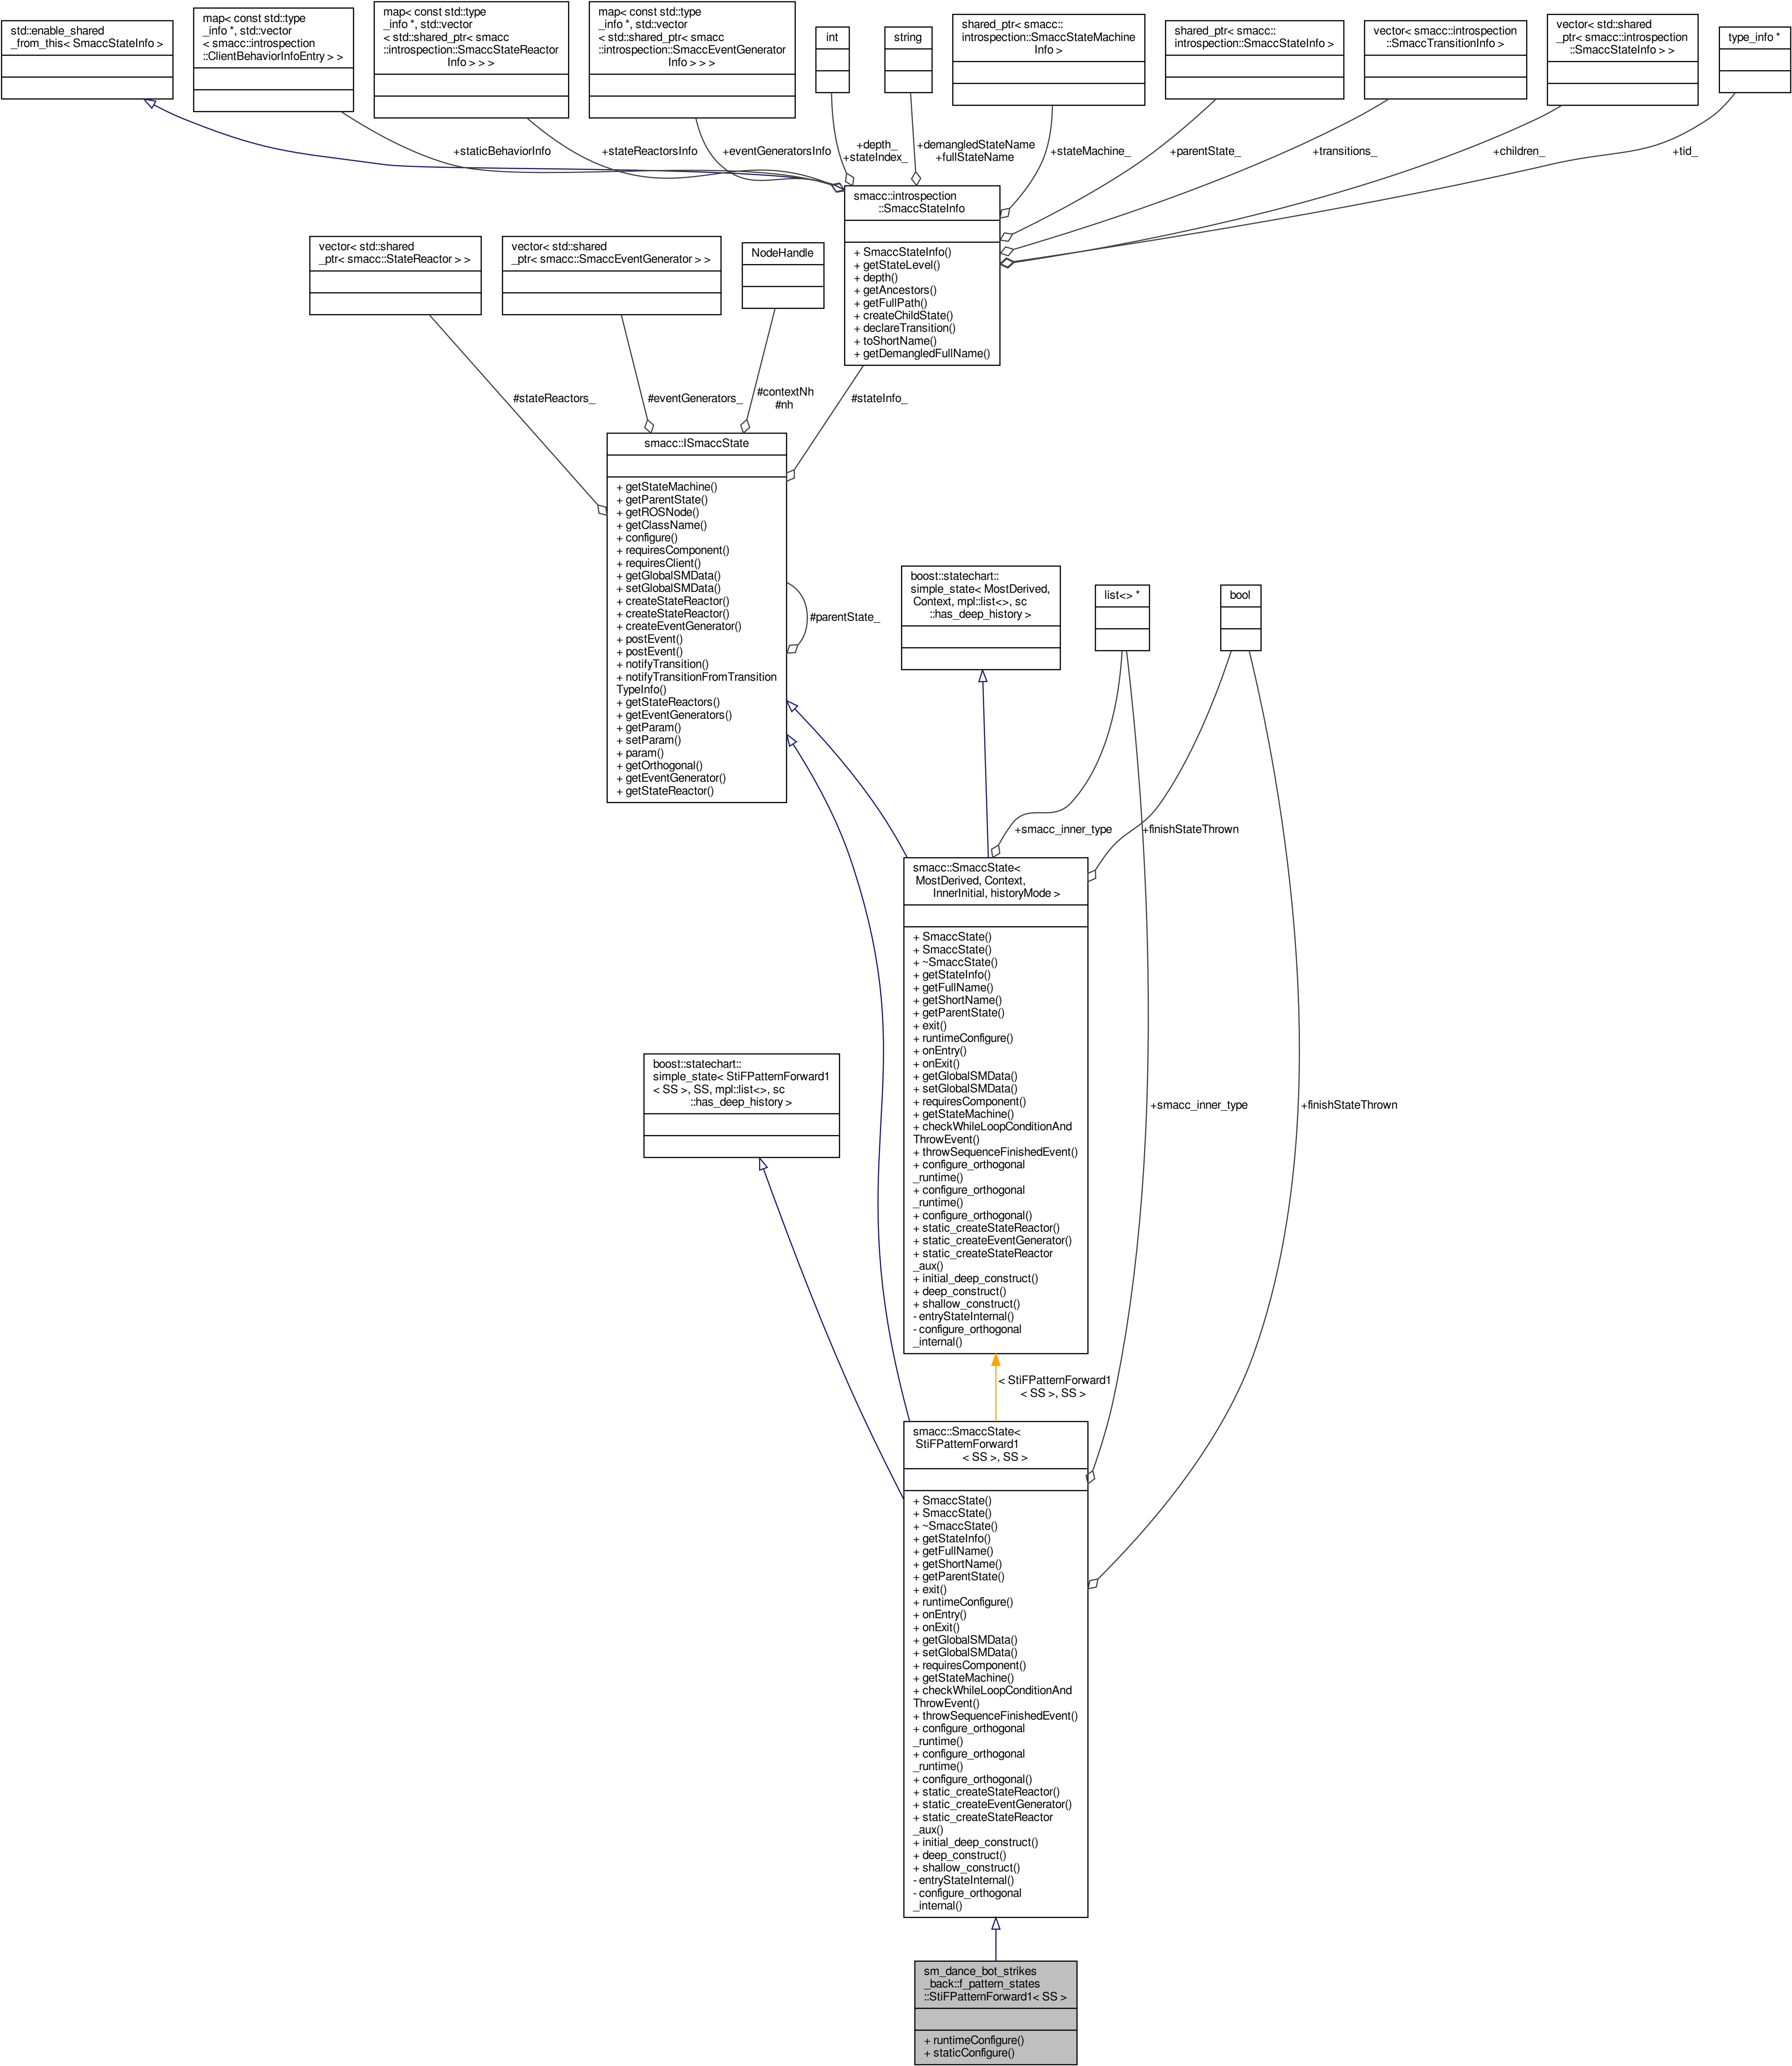 std::enable_shared
_from_this< SmaccStateInfo >
map< const std::type
_info *, std::vector
< smacc::introspection
::ClientBehaviorInfoEntry > >
map< const std::type
_info *, std::vector
< std::shared_ptr< smacc
::introspection::SmaccStateReactor
Info > > >
map< const std::type
_info *, std::vector
< std::shared_ptr< smacc
::introspection::SmaccEventGenerator
Info > > >
int
string
shared_ptr< smacc::
introspection::SmaccStateMachine
Info >
shared_ptr< smacc::
introspection::SmaccStateInfo >
vector< smacc::introspection
::SmaccTransitionInfo >
vector< std::shared
_ptr< smacc::introspection
::SmaccStateInfo > >
type_info *
+staticBehaviorInfo
+stateReactorsInfo
+eventGeneratorsInfo
+depth_
+stateIndex_
+demangledStateName
+fullStateName
+stateMachine_
+parentState_
+transitions_
+children_
+tid_
smacc::introspection
::SmaccStateInfo
+ SmaccStateInfo()
+ getStateLevel()
+ depth()
+ getAncestors()
+ getFullPath()
+ createChildState()
+ declareTransition()
+ toShortName()
+ getDemangledFullName()
vector< std::shared
_ptr< smacc::StateReactor > >
vector< std::shared
_ptr< smacc::SmaccEventGenerator > >
NodeHandle
#stateReactors_
#eventGenerators_
#contextNh
#nh
#stateInfo_
smacc::ISmaccState
+ getStateMachine()
+ getParentState()
+ getROSNode()
+ getClassName()
+ configure()
+ requiresComponent()
+ requiresClient()
+ getGlobalSMData()
+ setGlobalSMData()
+ createStateReactor()
+ createStateReactor()
+ createEventGenerator()
+ postEvent()
+ postEvent()
+ notifyTransition()
+ notifyTransitionFromTransition
TypeInfo()
+ getStateReactors()
+ getEventGenerators()
+ getParam()
+ setParam()
+ param()
+ getOrthogonal()
+ getEventGenerator()
+ getStateReactor()
#parentState_
boost::statechart::
simple_state< MostDerived,
Context, mpl::list<>, sc
::has_deep_history >
list<> *
bool
+smacc_inner_type
+finishStateThrown
smacc::SmaccState<
MostDerived, Context,
InnerInitial, historyMode >
+ SmaccState()
+ SmaccState()
+ ~SmaccState()
+ getStateInfo()
+ getFullName()
+ getShortName()
+ getParentState()
+ exit()
+ runtimeConfigure()
+ onEntry()
+ onExit()
+ getGlobalSMData()
+ setGlobalSMData()
+ requiresComponent()
+ getStateMachine()
+ checkWhileLoopConditionAnd
ThrowEvent()
+ throwSequenceFinishedEvent()
+ configure_orthogonal
_runtime()
+ configure_orthogonal
_runtime()
+ configure_orthogonal()
+ static_createStateReactor()
+ static_createEventGenerator()
+ static_createStateReactor
_aux()
+ initial_deep_construct()
+ deep_construct()
+ shallow_construct()
- entryStateInternal()
- configure_orthogonal
_internal()
boost::statechart::
simple_state< StiFPatternForward1
< SS >, SS, mpl::list<>, sc
::has_deep_history >
+smacc_inner_type
+finishStateThrown
< StiFPatternForward1
< SS >, SS >
smacc::SmaccState<
StiFPatternForward1
< SS >, SS >
+ SmaccState()
+ SmaccState()
+ ~SmaccState()
+ getStateInfo()
+ getFullName()
+ getShortName()
+ getParentState()
+ exit()
+ runtimeConfigure()
+ onEntry()
+ onExit()
+ getGlobalSMData()
+ setGlobalSMData()
+ requiresComponent()
+ getStateMachine()
+ checkWhileLoopConditionAnd
ThrowEvent()
+ throwSequenceFinishedEvent()
+ configure_orthogonal
_runtime()
+ configure_orthogonal
_runtime()
+ configure_orthogonal()
+ static_createStateReactor()
+ static_createEventGenerator()
+ static_createStateReactor
_aux()
+ initial_deep_construct()
+ deep_construct()
+ shallow_construct()
- entryStateInternal()
- configure_orthogonal
_internal()
sm_dance_bot_strikes
_back::f_pattern_states
::StiFPatternForward1< SS >
+ runtimeConfigure()
+ staticConfigure()